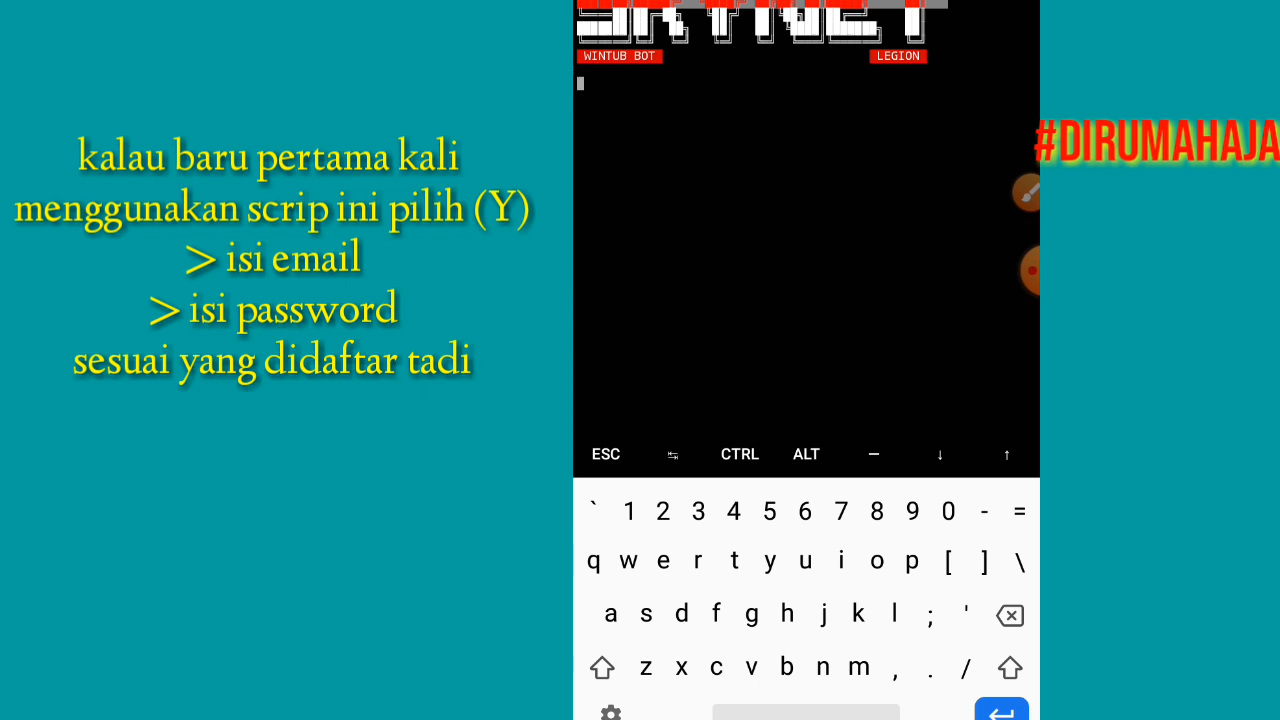 WINTUB BOT LEGION
kalau baru pertama kali
menggunakan scrip ini pilih (Y)
> isi email
> isi password
sesuai yang didaftar tadi
#DIRUMAHAJA
ESC ↹ CTRL ALT — ↓ ↑
` 1 2 3 4 5 6 7 8 9 0 - =
q w e r t y u i o p [ ] \
a s d f g h j k l ; '
z x c v b n m , . /